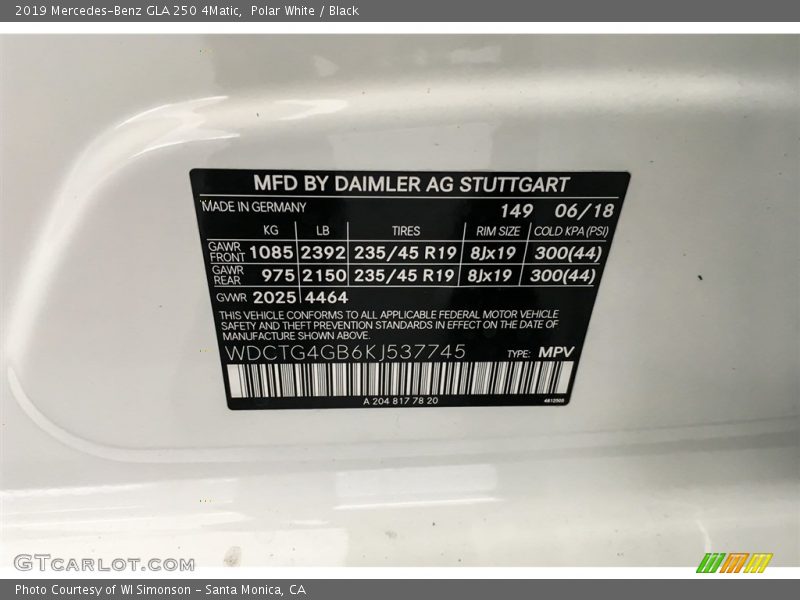 2019 Mercedes-Benz GLA 250 4Matic, Polar White / Black
MFD BY DAIMLER AG STUTTGART
MADE IN GERMANY 149 06/18
KG LB TIRES RIM SIZE COLD KPA (PSI)
GAWR FRONT 1085 2392 235/45 R19 8Jx19 300(44)
GAWR REAR 975 2150 235/45 R19 8Jx19 300(44)
GVWR 2025 4464
THIS VEHICLE CONFORMS TO ALL APPLICABLE FEDERAL MOTOR VEHICLE
SAFETY AND THEFT PREVENTION STANDARDS IN EFFECT ON THE DATE OF
MANUFACTURE SHOWN ABOVE.
WDCTG4GB6KJ537745 TYPE: MPV
A 204 817 78 20
GTCARLOT.COM
Photo Courtesy of WI Simonson - Santa Monica, CA